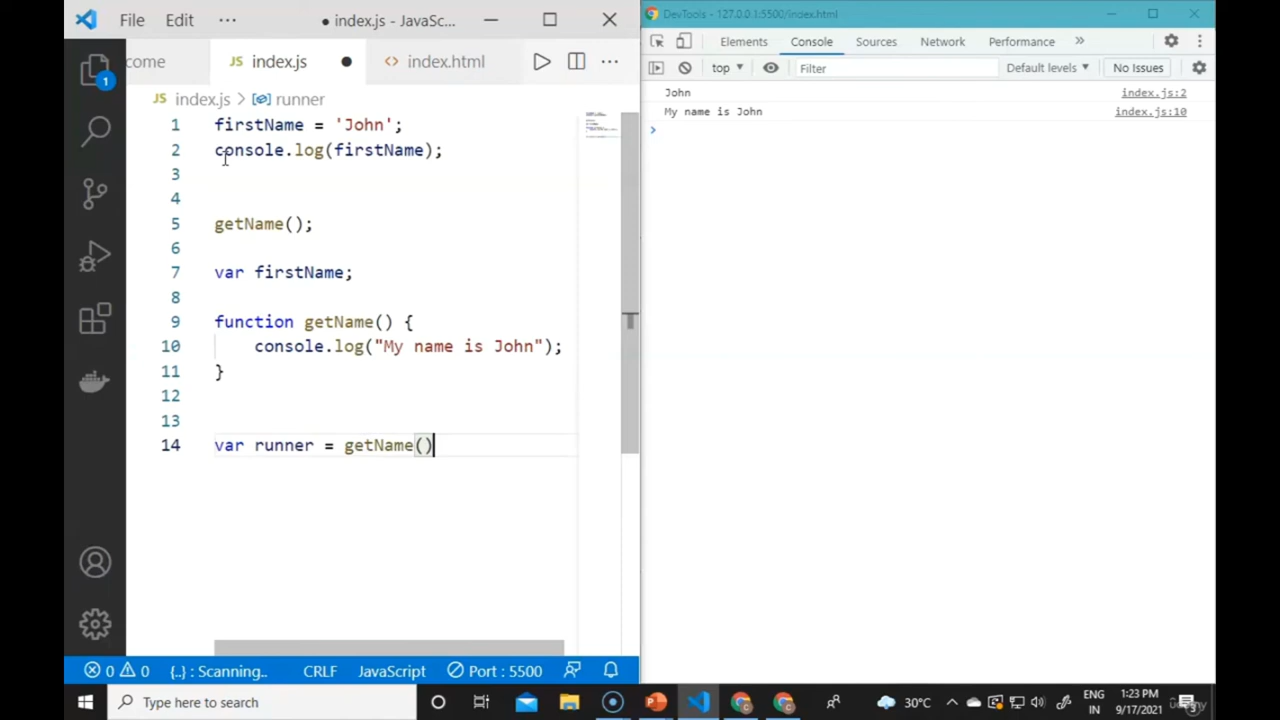 File Edit ··· ● index.js - JavaSc...
come JS index.js ● <> index.html ···
JS index.js > runner
1 firstName = 'John';
2 console.log(firstName);
3
4
5 getName();
6
7 var firstName;
8
9 function getName() {
10 console.log("My name is John");
11 }
12
13
14 var runner = getName()
1
0 0 {..} : Scanning.. CRLF JavaScript Port : 5500
DevTools - 127.0.0.1:5500/index.html
Elements Console Sources Network Performance »
top ▼ Filter Default levels ▼ No Issues
John index.js:2
My name is John index.js:10
>
Type here to search
30°C ENG IN 1:23 PM 9/17/2021 3
Udemy